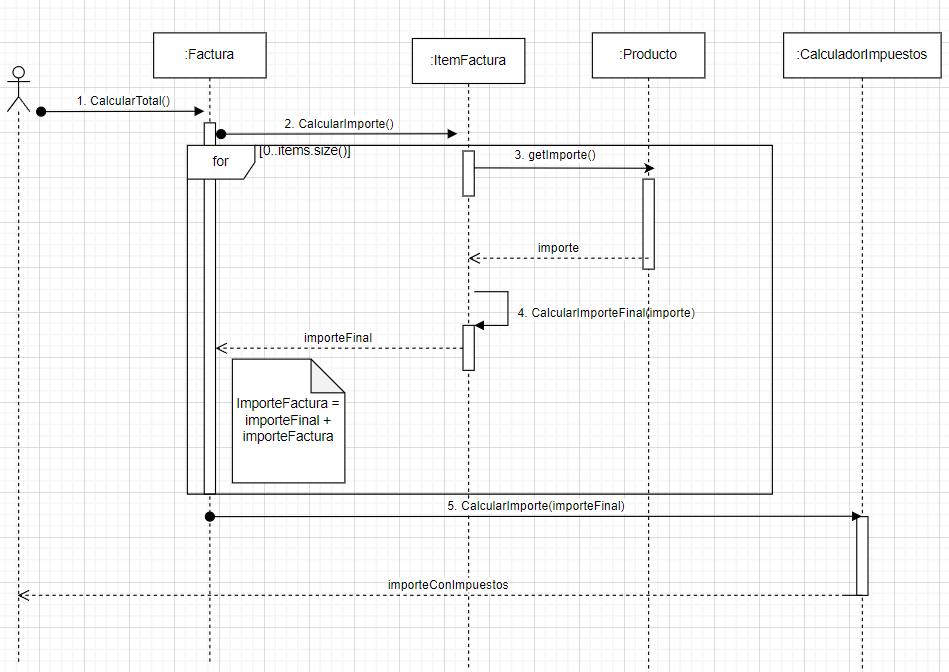 :Factura
:ItemFactura
:Producto
:CalculadorImpuestos
1. CalcularTotal()
2. CalcularImporte()
for
[0..items.size()]
3. getImporte()
importe
4. CalcularImporteFinal(importe)
importeFinal
ImporteFactura =
importeFinal +
importeFactura
5. CalcularImporte(importeFinal)
importeConImpuestos